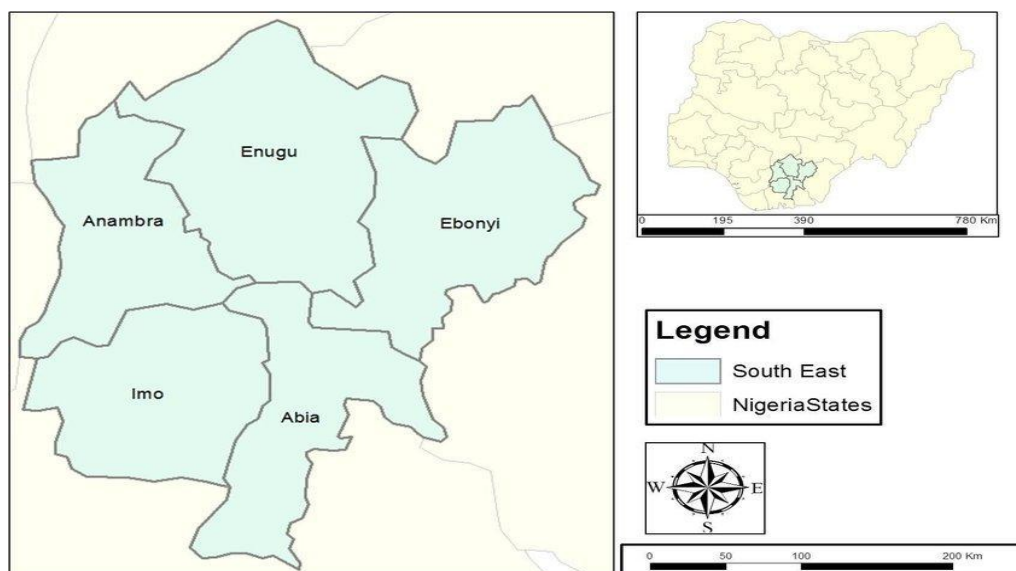 Enugu
Anambra
Ebonyi
Imo
Abia
0 195 390 780 Km
Legend
South East
NigeriaStates
N
W E
S
0 50 100 200 Km